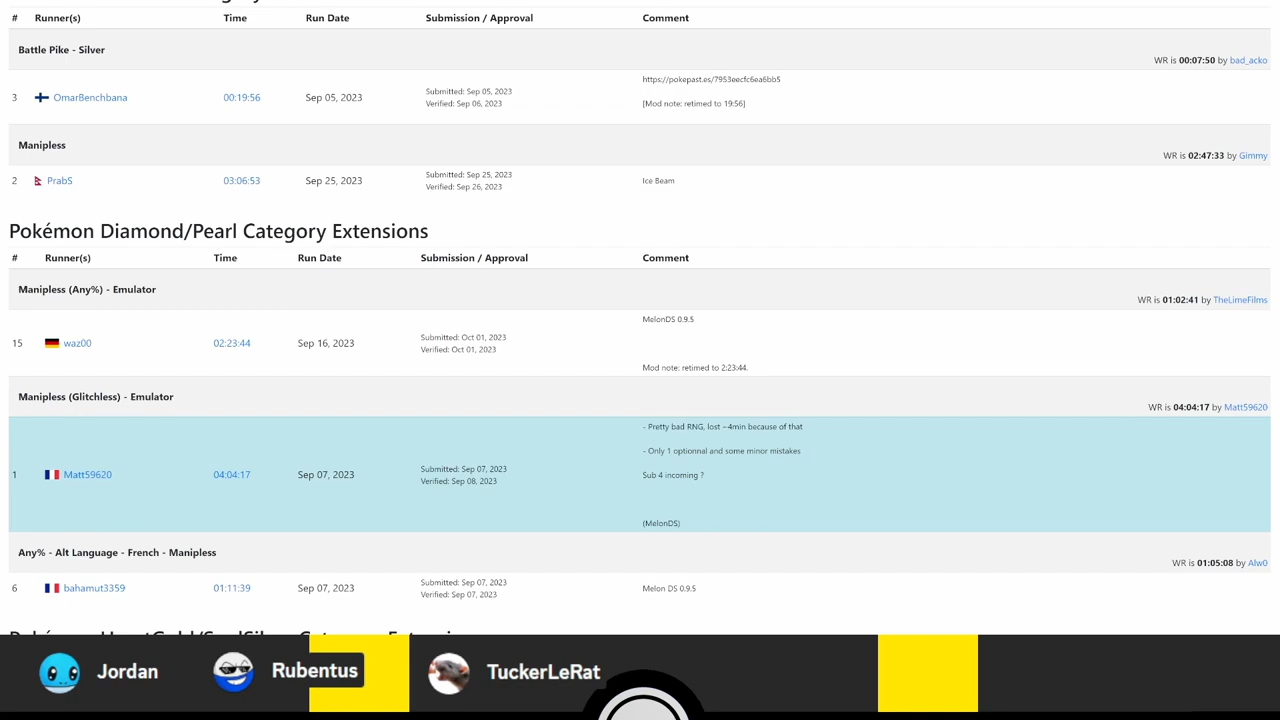 # Runner(s) Time Run Date Submission / Approval Comment
Battle Pike - Silver
WR is 00:07:50 by bad_acko
https://pokepast.es/7953eecfc6ea6bb5
3 OmarBenchbana 00:19:56 Sep 05, 2023 Submitted: Sep 05, 2023
Verified: Sep 06, 2023
[Mod note: retimed to 19:56]
Manipless
WR is 02:47:33 by Gimmy
2 PrabS 03:06:53 Sep 25, 2023 Submitted: Sep 25, 2023
Verified: Sep 26, 2023
Ice Beam
Pokémon Diamond/Pearl Category Extensions
# Runner(s) Time Run Date Submission / Approval Comment
Manipless (Any%) - Emulator
WR is 01:02:41 by TheLimeFilms
MelonDS 0.9.5
15 waz00 02:23:44 Sep 16, 2023 Submitted: Oct 01, 2023
Verified: Oct 01, 2023
Mod note: retimed to 2:23:44.
Manipless (Glitchless) - Emulator
WR is 04:04:17 by Matt59620
- Pretty bad RNG, lost ~4min because of that
- Only 1 optionnal and some minor mistakes
1 Matt59620 04:04:17 Sep 07, 2023 Submitted: Sep 07, 2023
Verified: Sep 08, 2023
Sub 4 incoming ?
(MelonDS)
Any% - Alt Language - French - Manipless
WR is 01:05:08 by Alw0
6 bahamut3359 01:11:39 Sep 07, 2023 Submitted: Sep 07, 2023
Verified: Sep 07, 2023
Melon DS 0.9.5
Jordan Rubentus TuckerLeRat